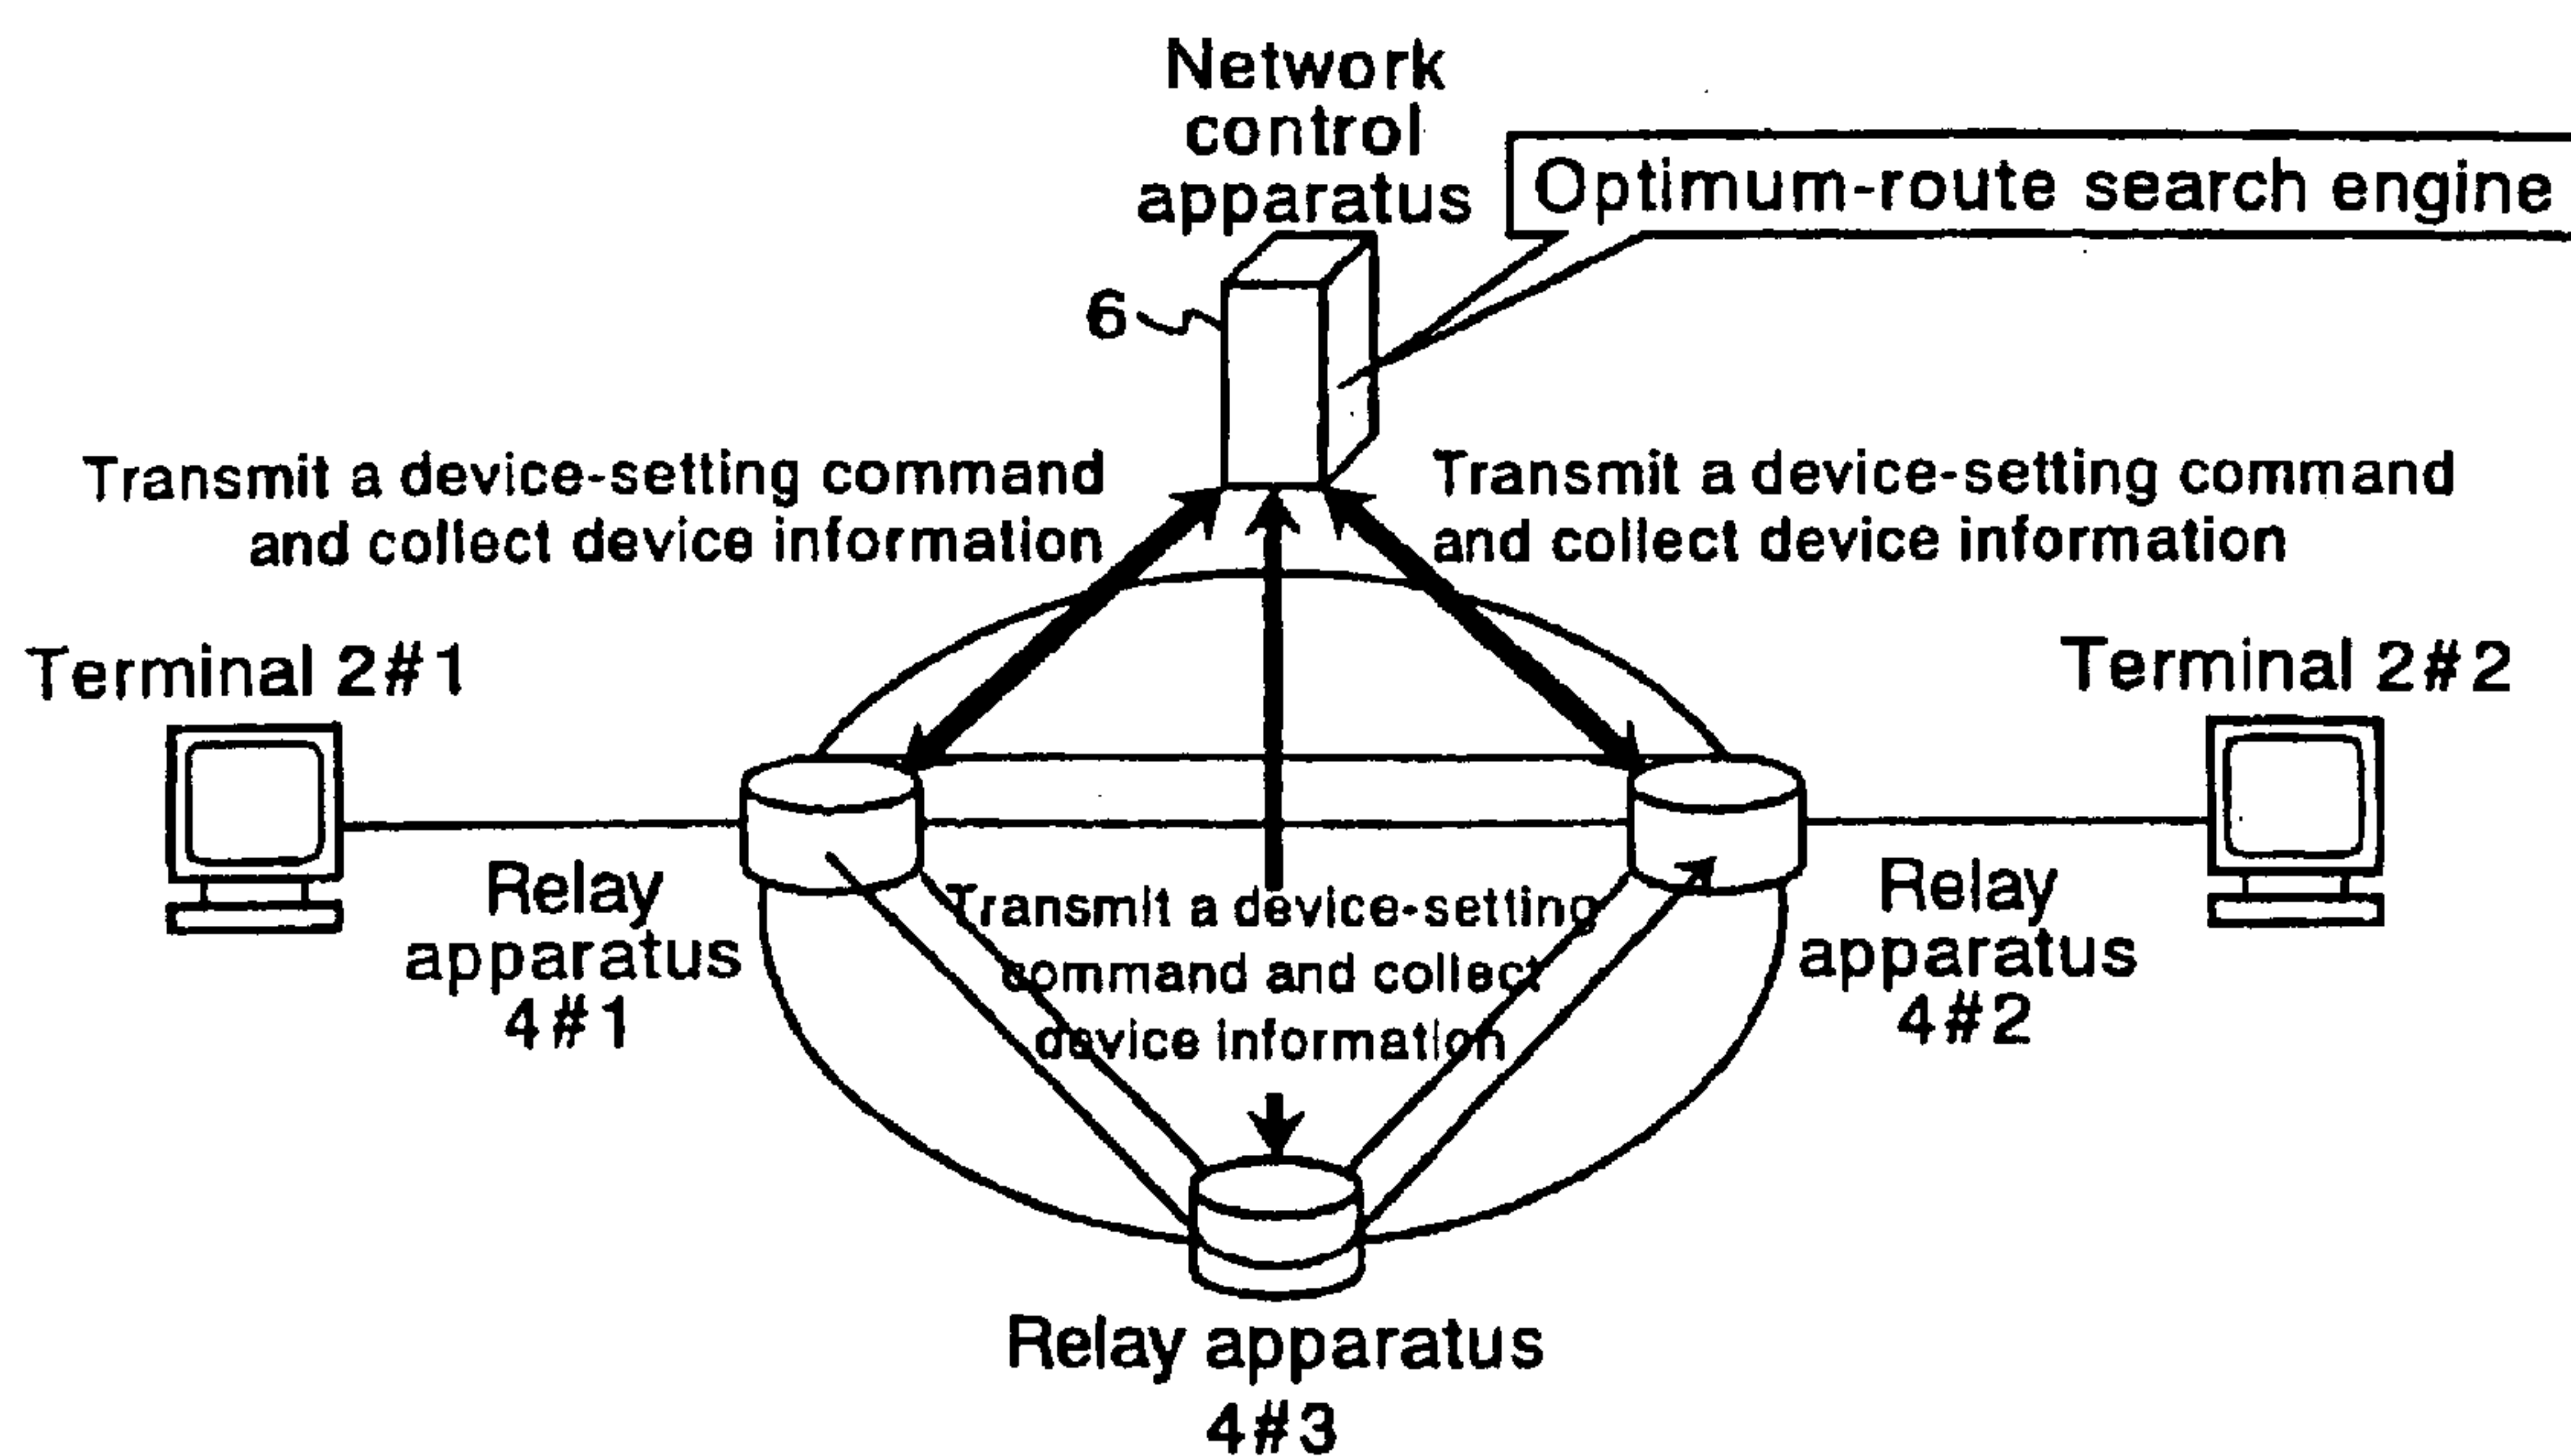 Network
control
apparatus
Optimum-route search engine
6
Transmit a device-setting command
and collect device information
Transmit a device-setting command
and collect device information
Terminal 2#1
Terminal 2#2
Relay
apparatus
4#1
Transmit a device-setting
command and collect
device information
Relay
apparatus
4#2
Relay apparatus
4#3